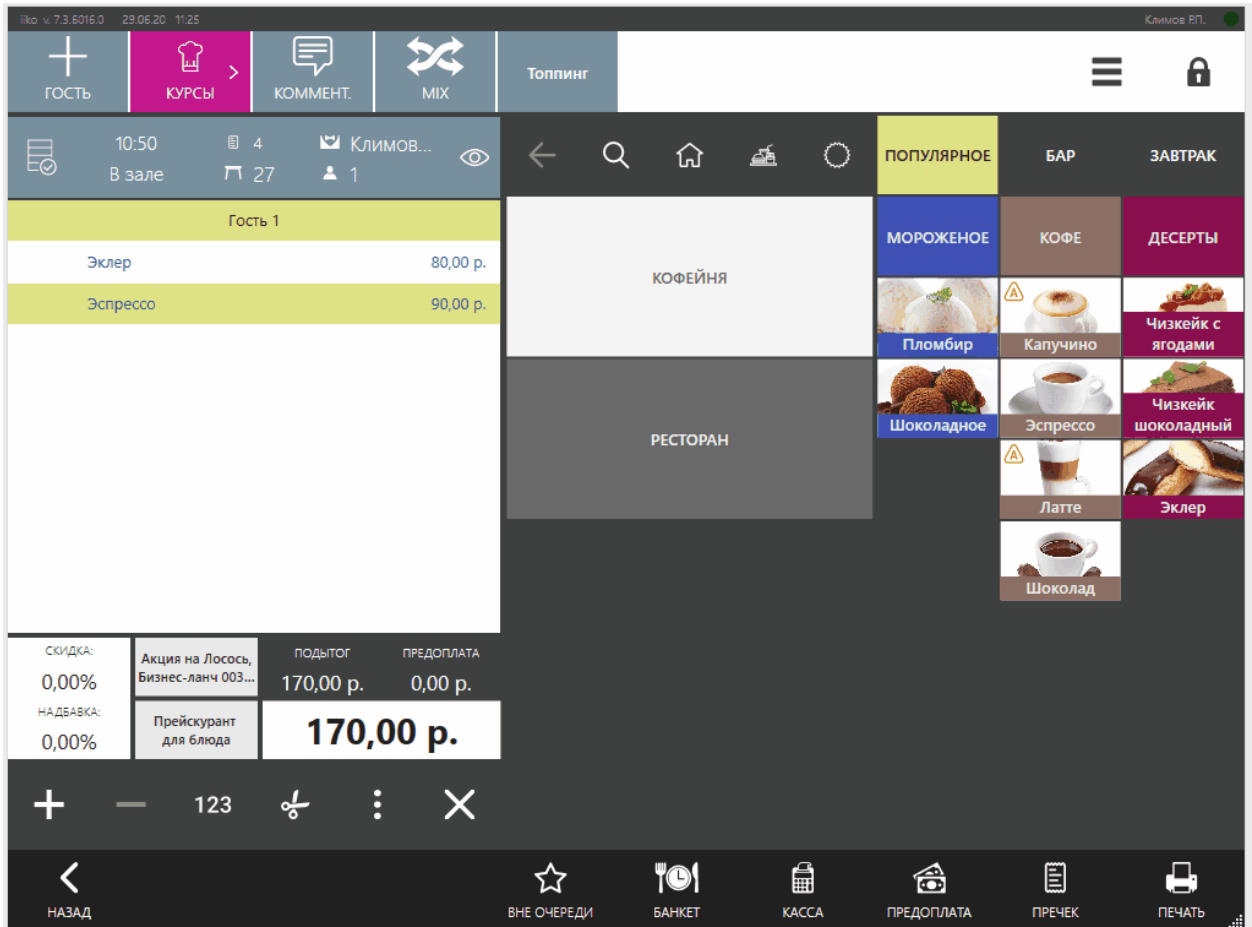 iiko v. 7.3.6016.0 29.06.20 11:25 Климов Р.П.
ГОСТЬ КУРСЫ КОММЕНТ. MIX Топпинг
10:50 4 Климов...
В зале 27 1
ПОПУЛЯРНОЕ БАР ЗАВТРАК
Гость 1
Эклер 80,00 р.
Эспрессо 90,00 р.
КОФЕЙНЯ
РЕСТОРАН
МОРОЖЕНОЕ КОФЕ ДЕСЕРТЫ
Пломбир Капучино Чизкейк с
ягодами
Шоколадное Эспрессо Чизкейк
шоколадный
Латте Эклер
Шоколад
СКИДКА:
0,00%
НАДБАВКА:
0,00%
Акция на Лосось,
Бизнес-ланч 003...
Прейскурант
для блюда
ПОДЫТОГ ПРЕДОПЛАТА
170,00 р. 0,00 р.
170,00 р.
123
НАЗАД ВНЕ ОЧЕРЕДИ БАНКЕТ КАССА ПРЕДОПЛАТА ПРЕЧЕК ПЕЧАТЬ